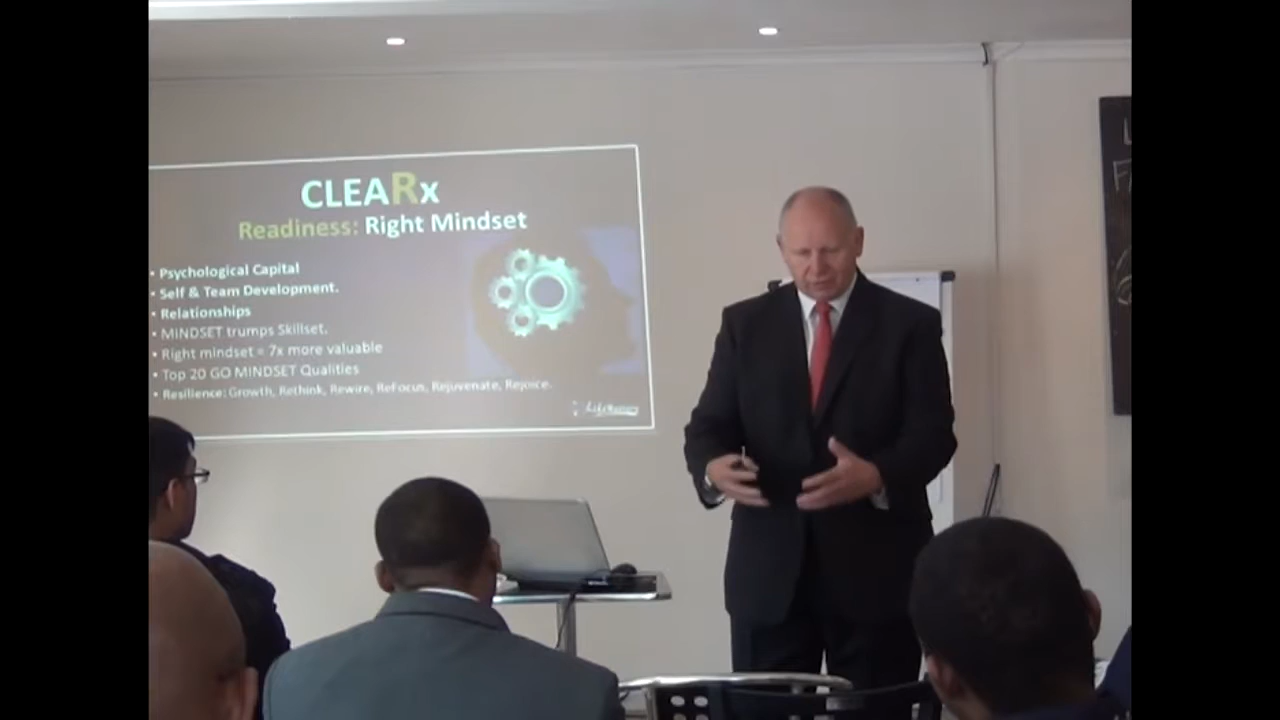 CLEARx
Readiness: Right Mindset
• Psychological Capital
• Self & Team Development.
• Relationships
• MINDSET trumps Skillset.
• Right mindset = 7x more valuable
• Top 20 GO MINDSET Qualities
• Resilience: Growth, Rethink, Rewire, ReFocus, Rejuvenate, Rejoice.